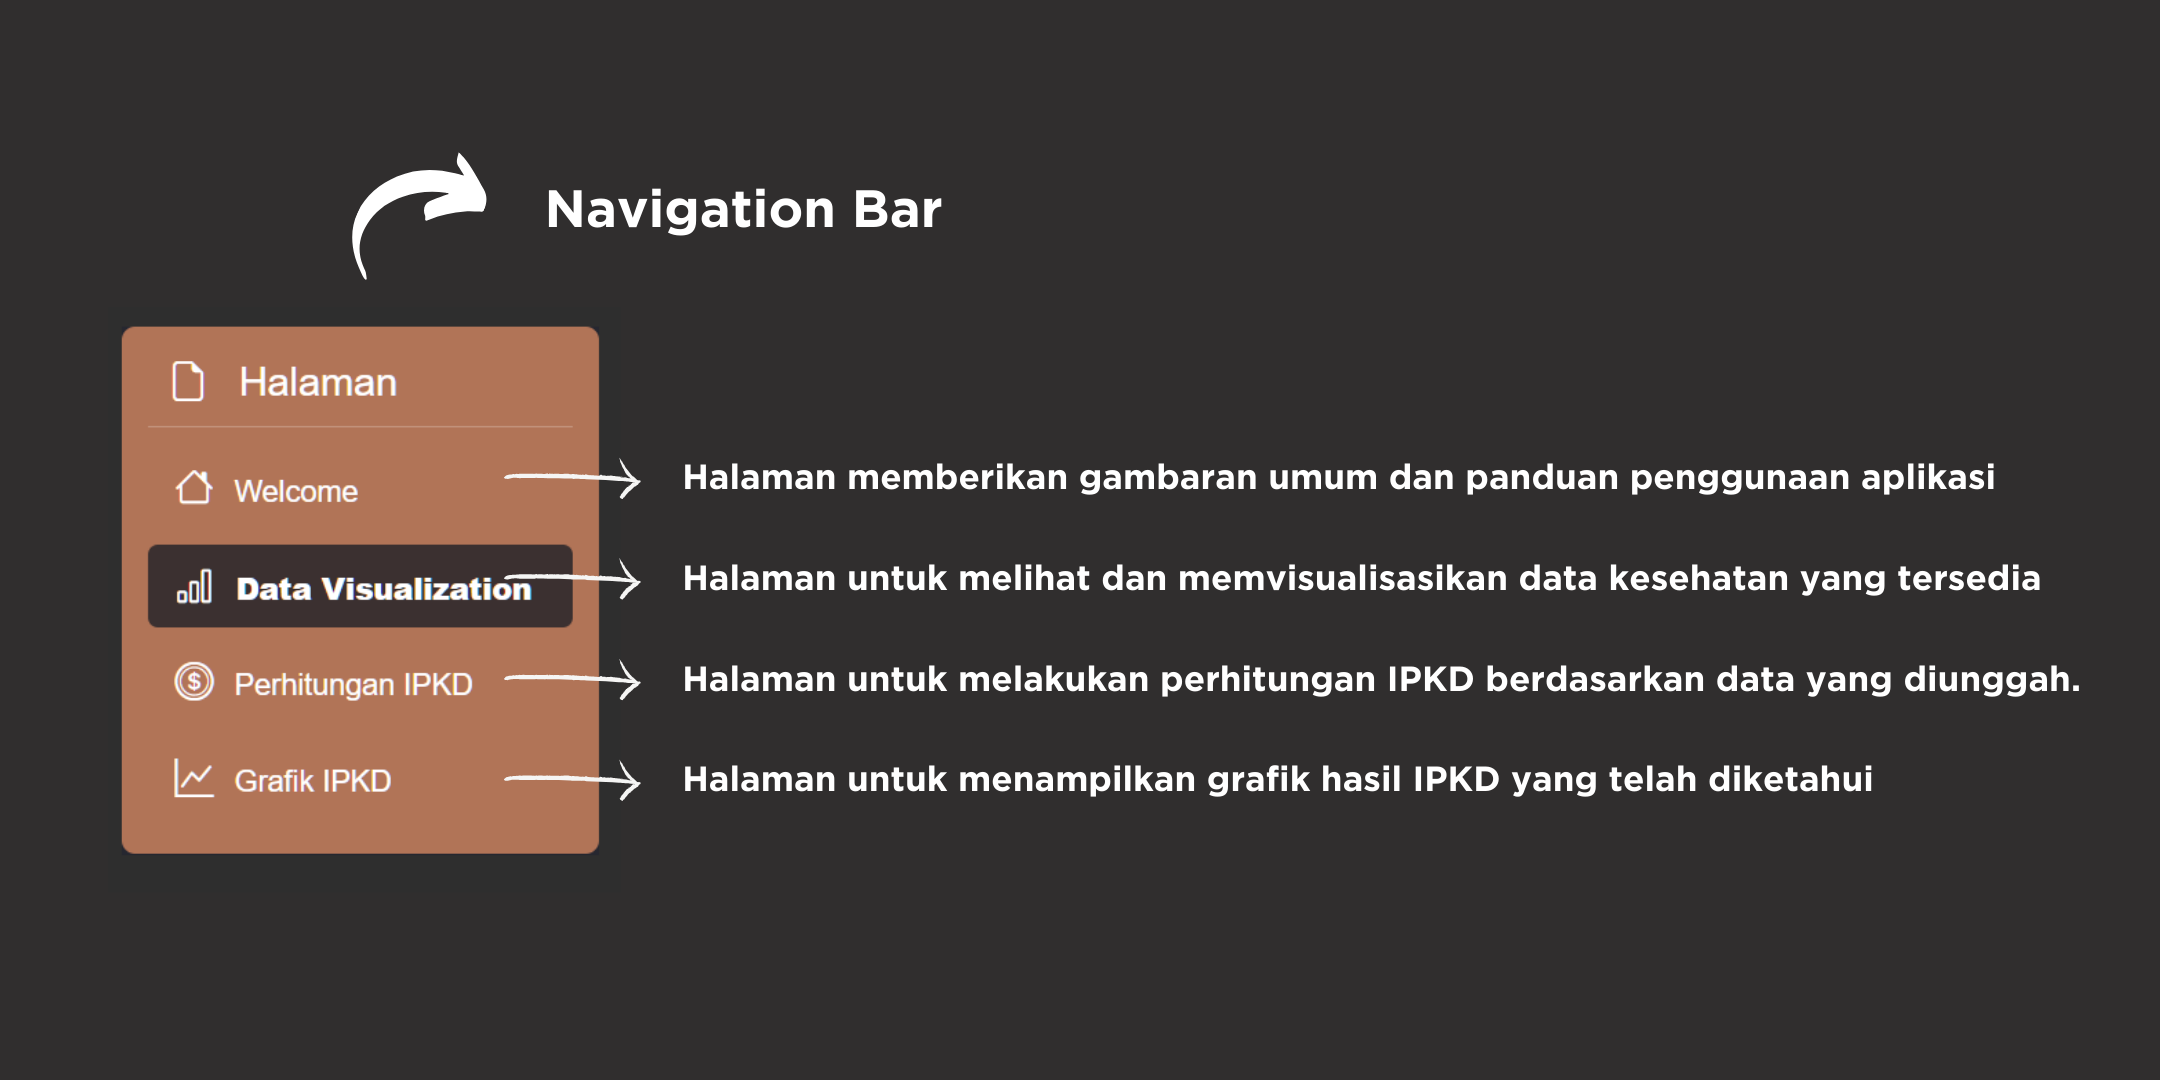 Navigation Bar
Halaman
Welcome
Halaman memberikan gambaran umum dan panduan penggunaan aplikasi
Data Visualization
Halaman untuk melihat dan memvisualisasikan data kesehatan yang tersedia
$
Perhitungan IPKD
Halaman untuk melakukan perhitungan IPKD berdasarkan data yang diunggah.
Grafik IPKD
Halaman untuk menampilkan grafik hasil IPKD yang telah diketahui